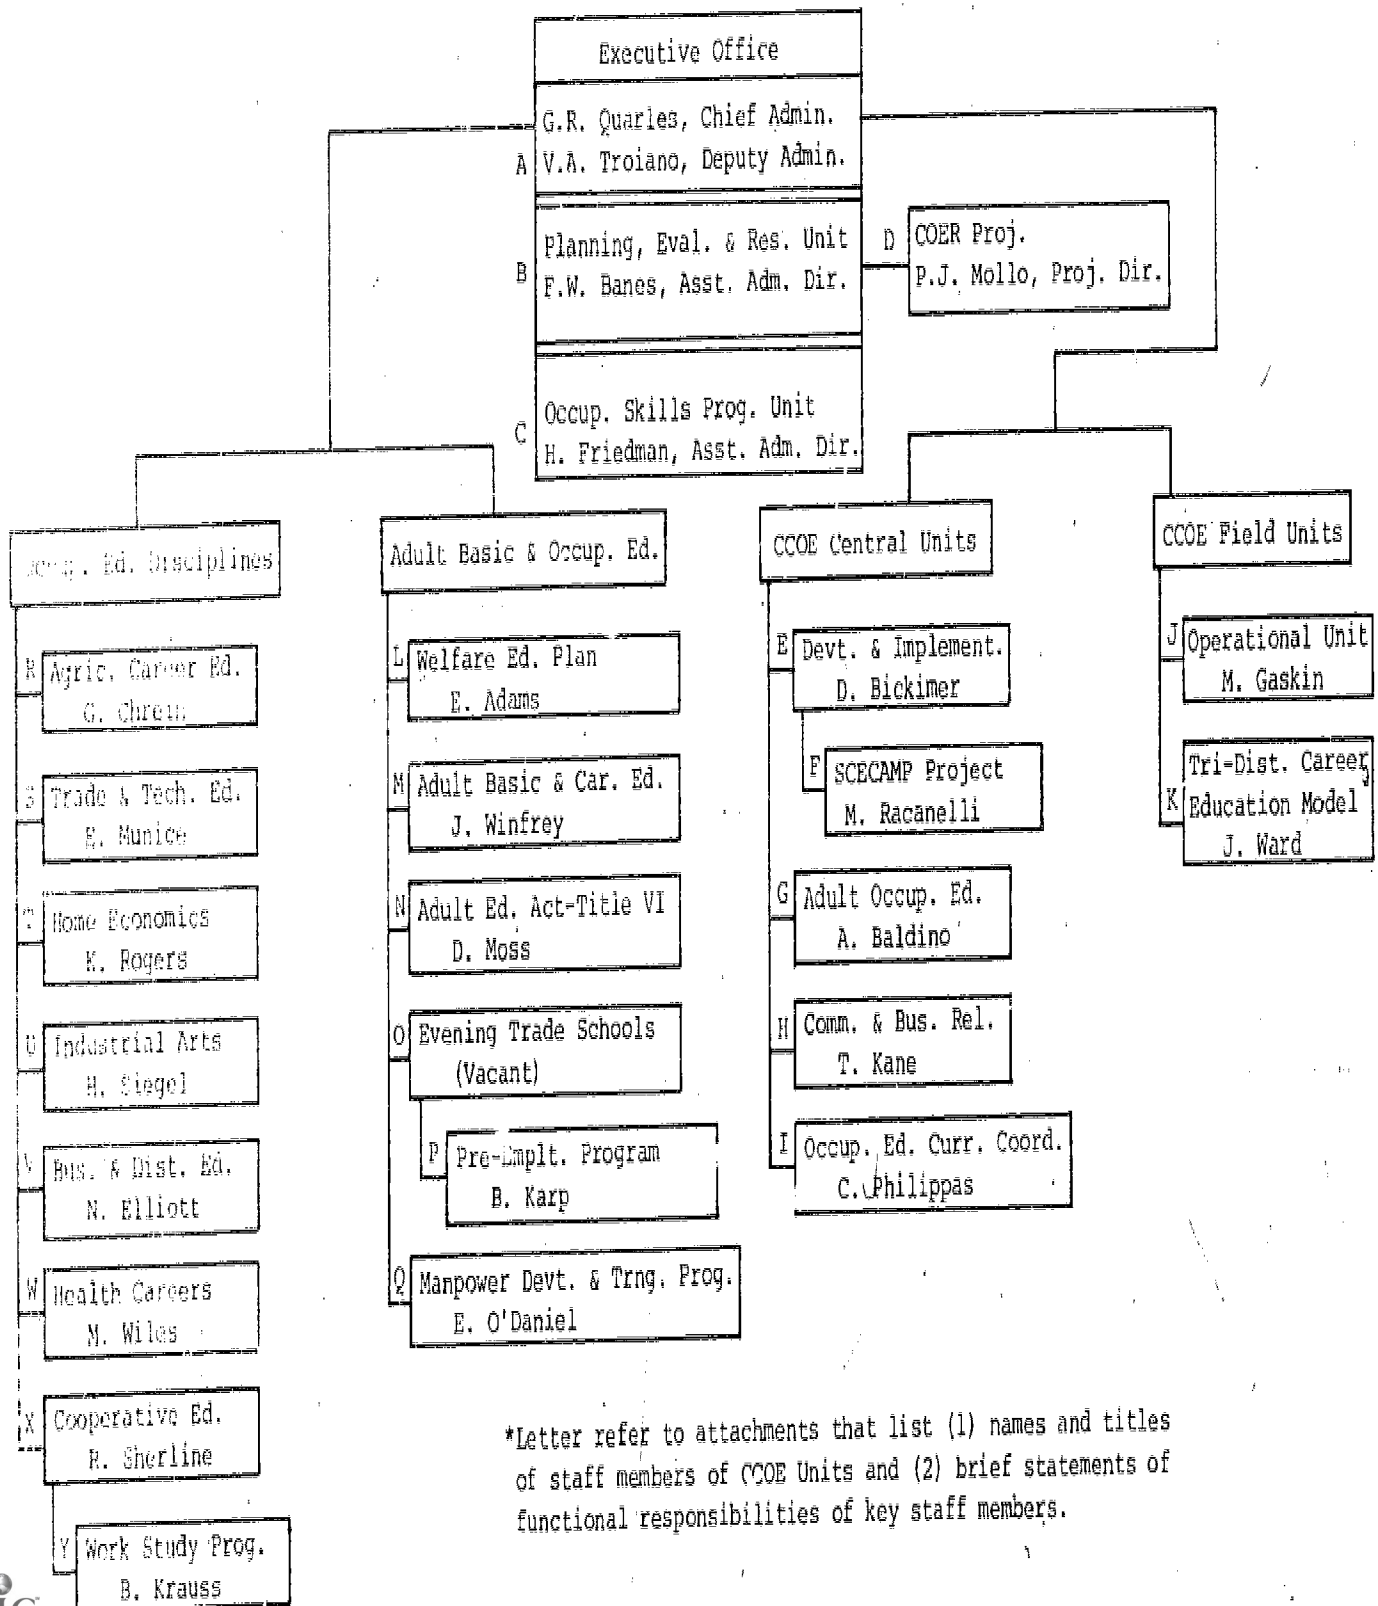 Executive Office
G.R. Quarles, Chief Admin.
A
V.A. Troiano, Deputy Admin.
Planning, Eval. & Res. Unit
B
F.W. Banes, Asst. Adm. Dir.
D
COER Proj.
P.J. Mollo, Proj. Dir.
Occup. Skills Prog. Unit
C
H. Friedman, Asst. Adm. Dir.
Ed. Disciplines
R
Agric. Career Ed.
G. Chrein
S
Trade & Tech. Ed.
E. Munice
T
Home Economics
K. Rogers
U
Industrial Arts
H. Siegel
V
Bus. & Dist. Ed.
N. Elliott
W
Health Careers
M. Wiles
X
Cooperative Ed.
R. Sherline
Y
Work Study Prog.
B. Krauss
Adult Basic & Occup. Ed.
L
Welfare Ed. Plan
E. Adams
M
Adult Basic & Car. Ed.
J. Winfrey
N
Adult Ed. Act-Title VI
D. Moss
O
Evening Trade Schools
(Vacant)
P
Pre-Emplt. Program
B. Karp
Q
Manpower Devt. & Trng. Prog.
E. O'Daniel
CCOE Central Units
E
Devt. & Implement.
D. Bickimer
F
SCECAMP Project
M. Racanelli
G
Adult Occup. Ed.
A. Baldino
H
Comm. & Bus. Rel.
T. Kane
I
Occup. Ed. Curr. Coord.
C. Philippas
CCOE Field Units
J
Operational Unit
M. Gaskin
Tri-Dist. Career
K
Education Model
J. Ward
*Letter refer to attachments that list (1) names and titles
of staff members of CCOE Units and (2) brief statements of
functional responsibilities of key staff members.